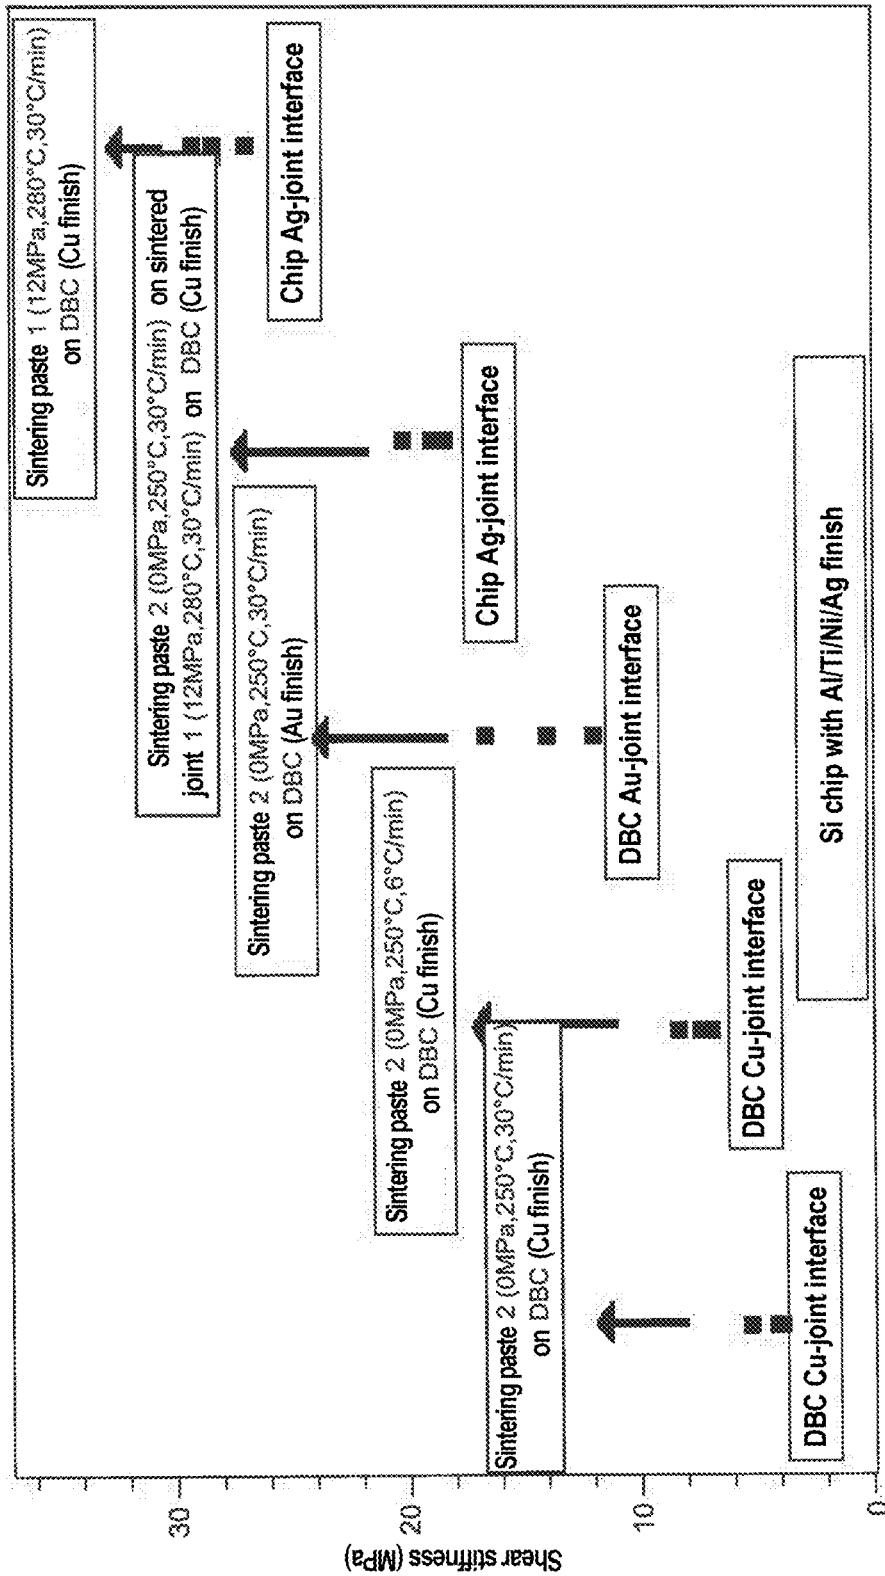 Shear stiffness (MPa)
30
20
10
0
Sintering paste 2 (0MPa,250°C,30°C/min)
on DBC (Cu finish)
DBC Cu-joint interface
Sintering paste 2 (0MPa,250°C,6°C/min)
on DBC (Cu finish)
DBC Cu-joint interface
Sintering paste 2 (0MPa,250°C,30°C/min)
on DBC (Au finish)
DBC Au-joint interface
Sintering paste 2 (0MPa,250°C,30°C/min) on sintered
joint 1 (12MPa,280°C,30°C/min) on DBC (Cu finish)
Chip Ag-joint interface
Sintering paste 1 (12MPa,280°C,30°C/min)
on DBC (Cu finish)
Chip Ag-joint interface
Si chip with Al/Ti/Ni/Ag finish